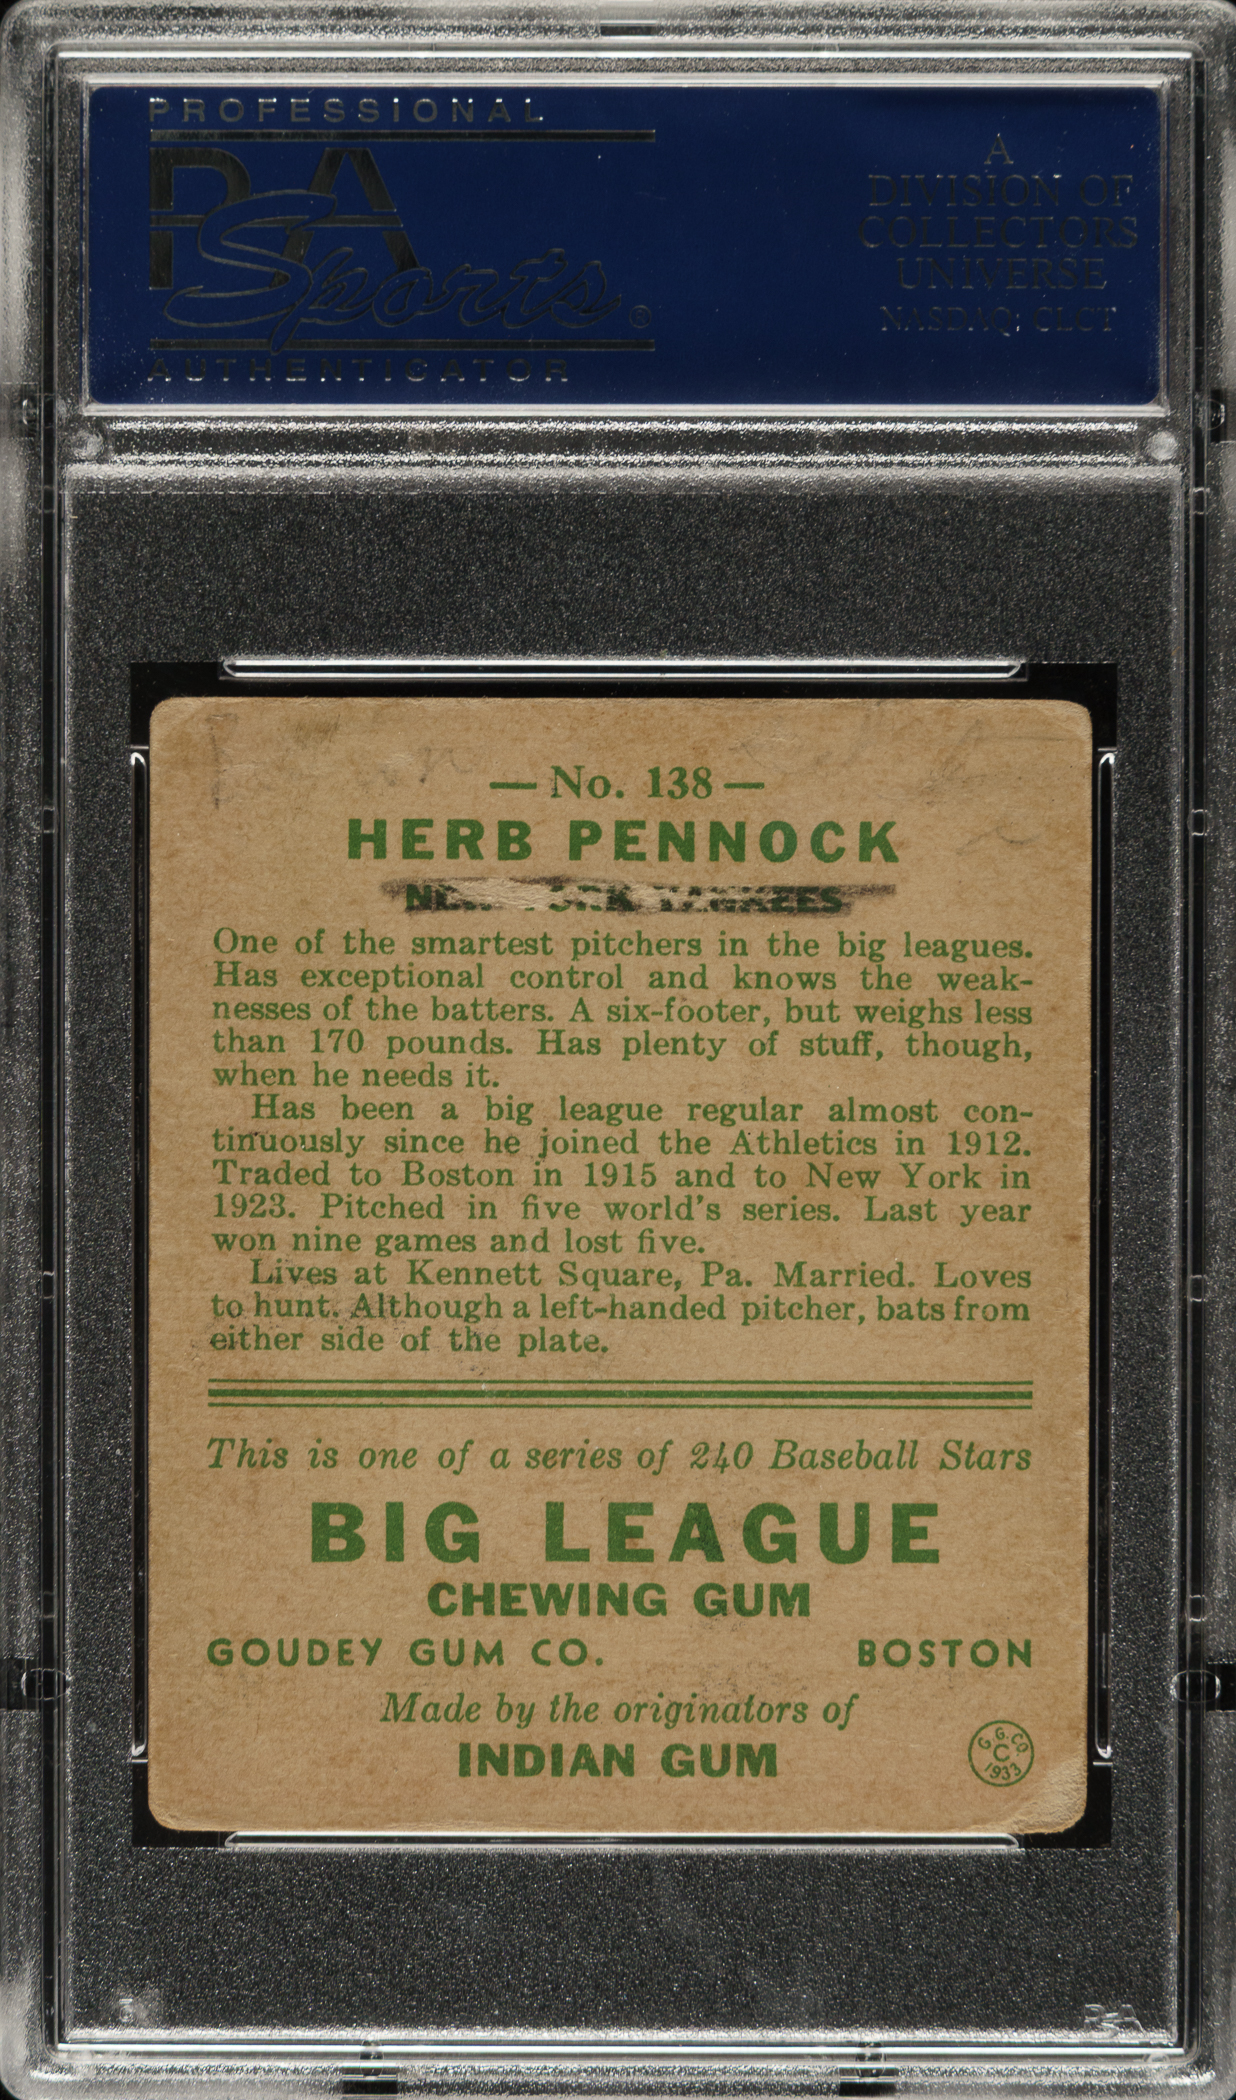 PROFESSIONAL
PSA
Sports®
AUTHENTICATOR
A
DIVISION OF
COLLECTORS
UNIVERSE
NASDAQ: CLCT
— No. 138 —
HERB PENNOCK
NEW YORK YANKEES
One of the smartest pitchers in the big leagues.
Has exceptional control and knows the weak-
nesses of the batters. A six-footer, but weighs less
than 170 pounds. Has plenty of stuff, though,
when he needs it.
Has been a big league regular almost con-
tinuously since he joined the Athletics in 1912.
Traded to Boston in 1915 and to New York in
1923. Pitched in five world's series. Last year
won nine games and lost five.
Lives at Kennett Square, Pa. Married. Loves
to hunt. Although a left-handed pitcher, bats from
either side of the plate.
This is one of a series of 240 Baseball Stars
BIG LEAGUE
CHEWING GUM
GOUDEY GUM CO. BOSTON
Made by the originators of
INDIAN GUM
G. G. CO.
C
1933
PSA